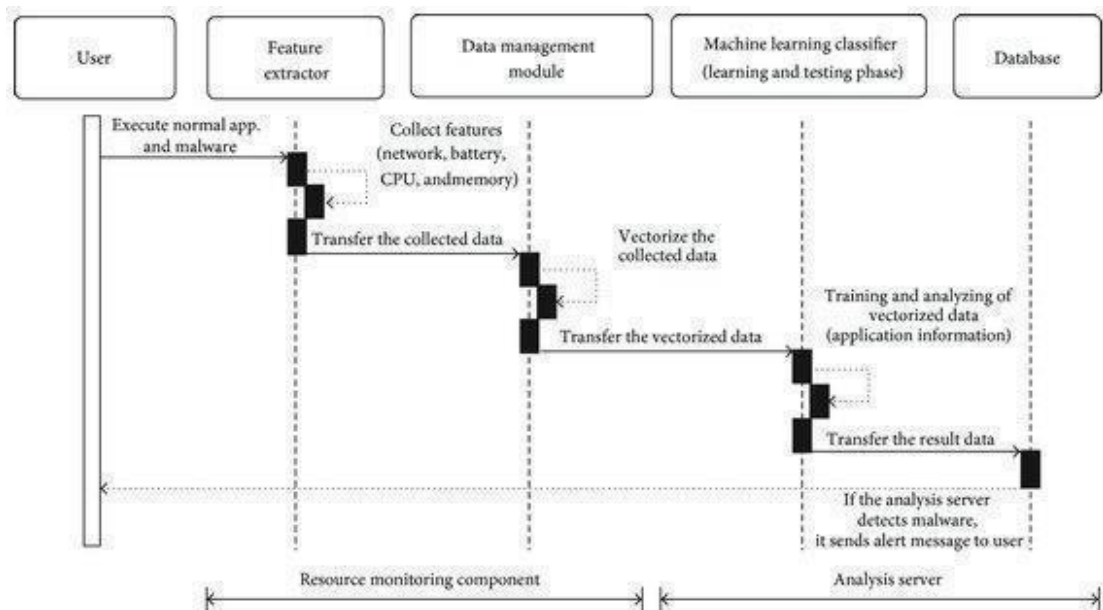 User
Feature
extractor
Data management
module
Machine learning classifier
(learning and testing phase)
Database
Execute normal app.
and malware
Collect features
(network, battery,
CPU, andmemory)
Transfer the collected data
Vectorize the
collected data
Transfer the vectorized data
Training and analyzing of
vectorized data
(application information)
Transfer the result data
If the analysis server
detects malware,
it sends alert message to user
Resource monitoring component
Analysis server